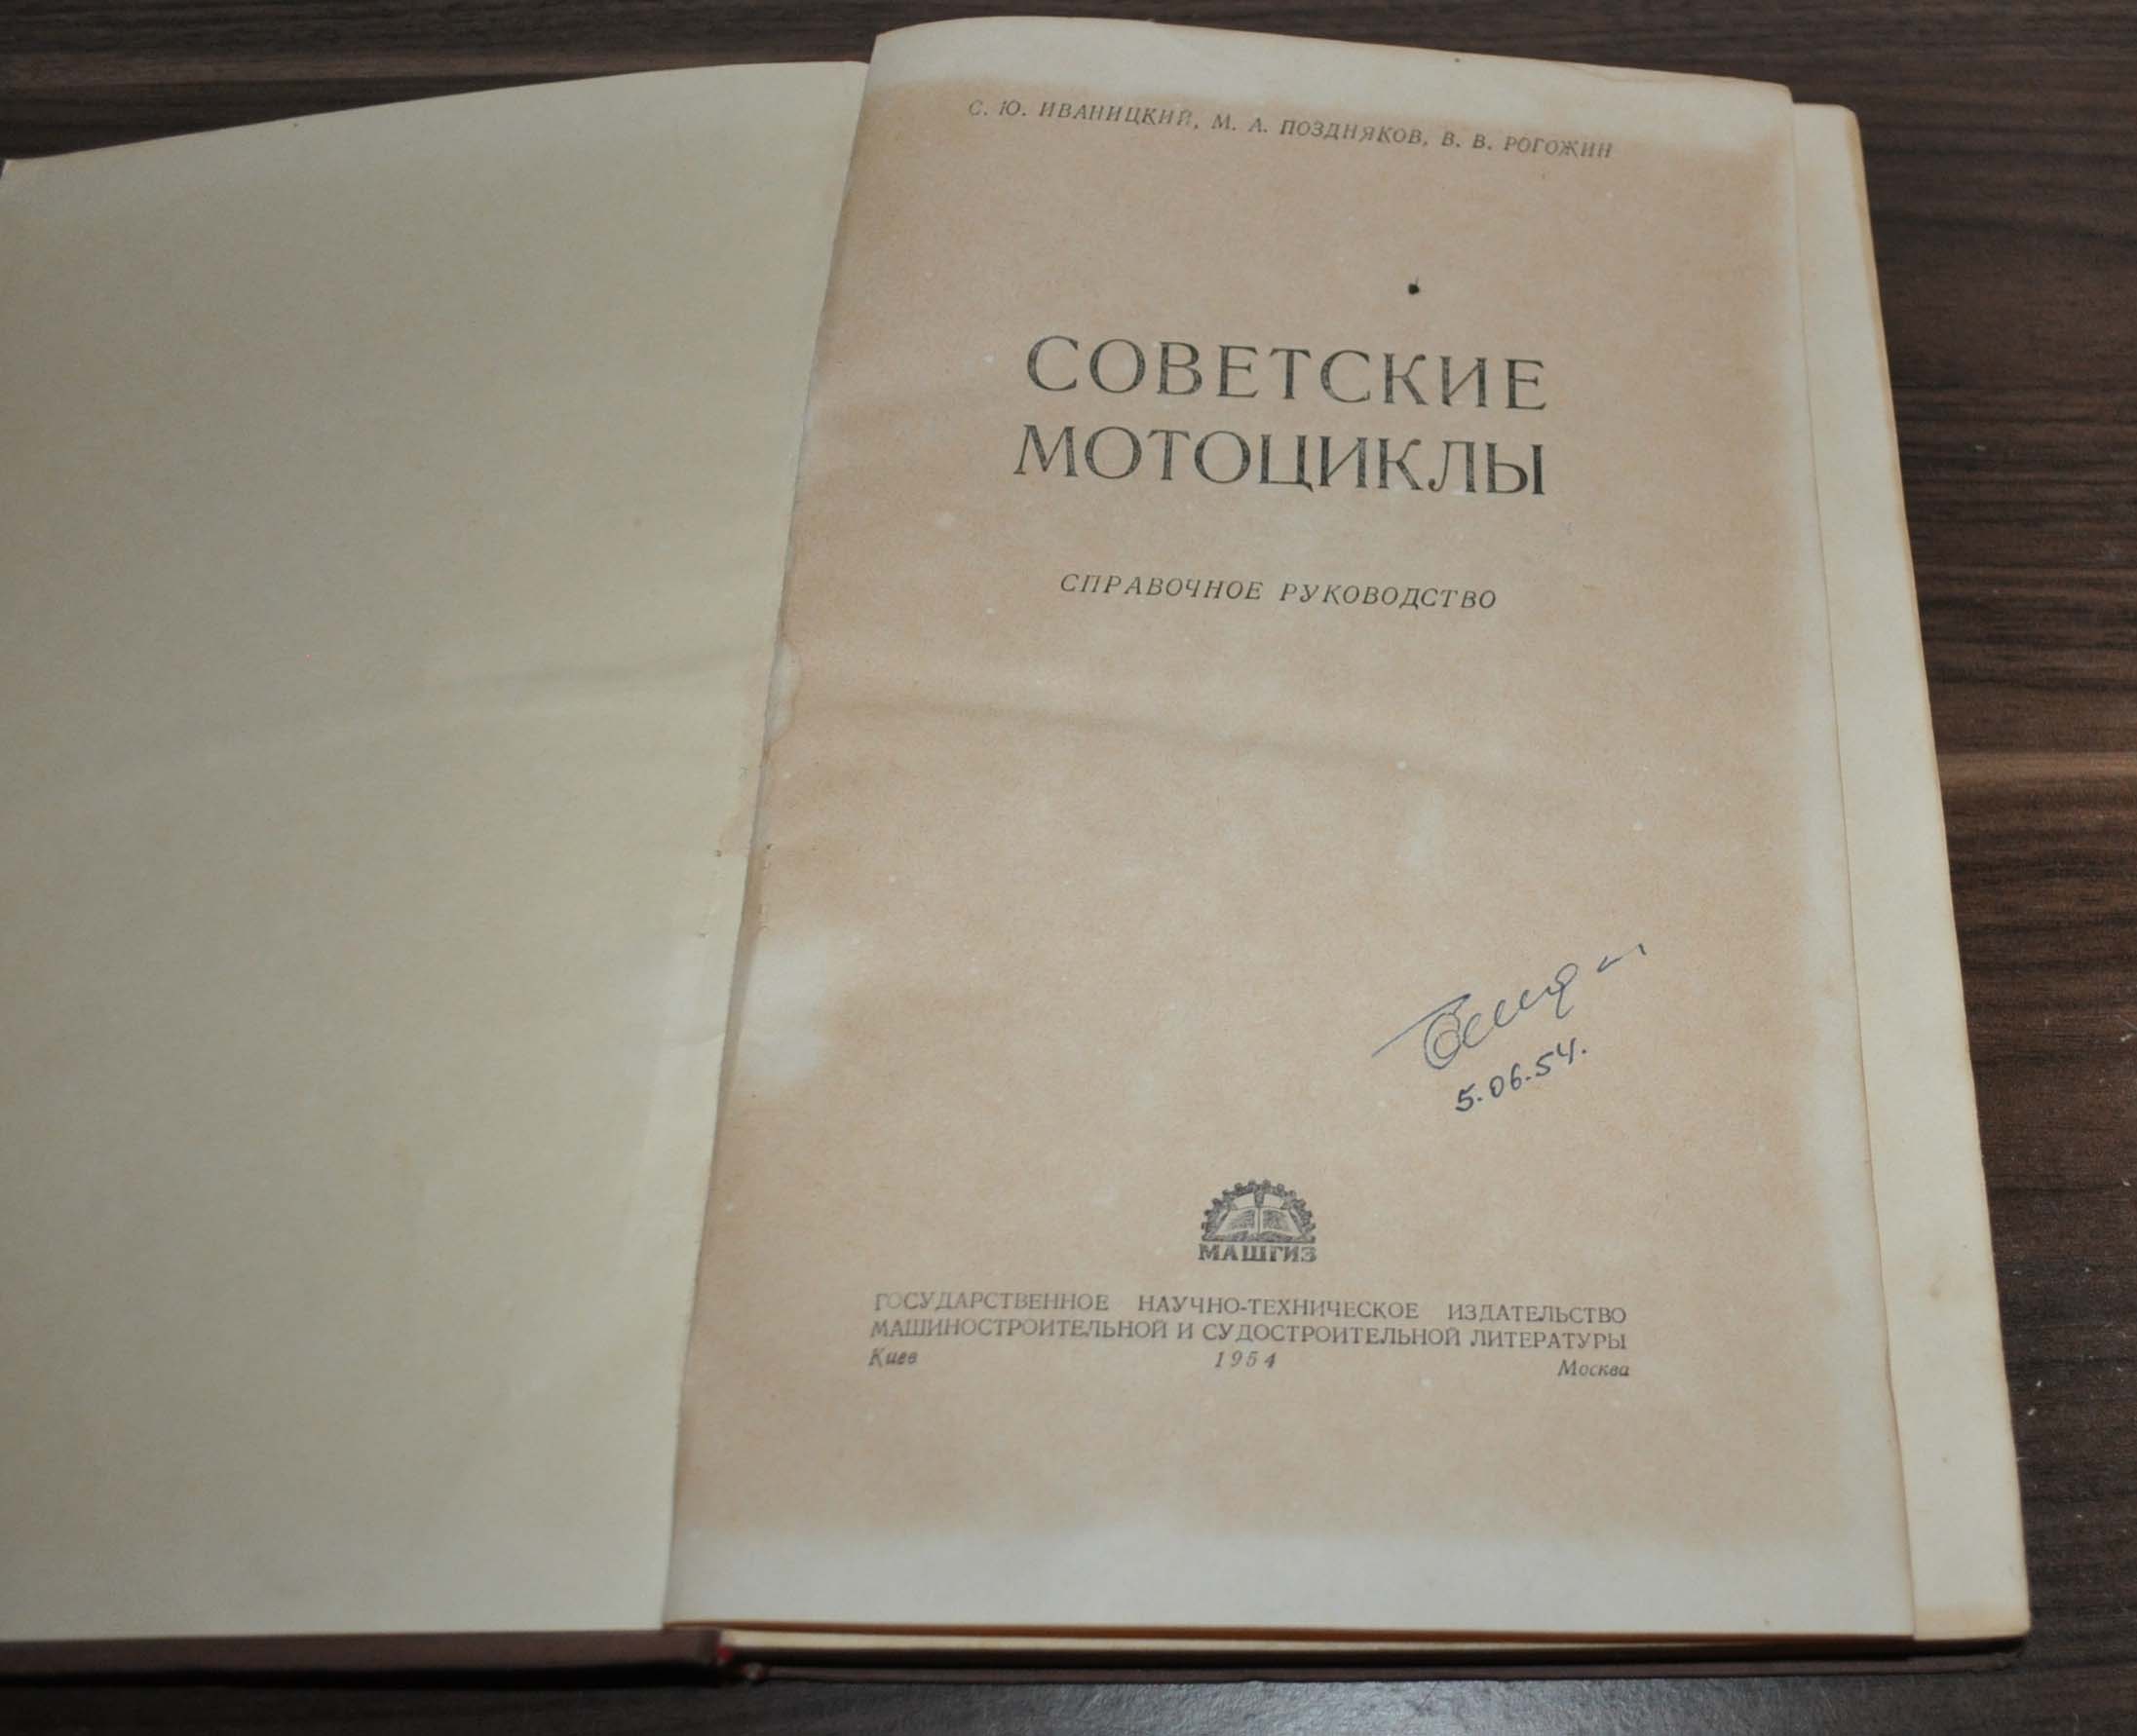 С. Ю. ИВАНИЦКИЙ, М. А. ПОЗДНЯКОВ, В. В. РОГОЖИН
СОВЕТСКИЕ
МОТОЦИКЛЫ
СПРАВОЧНОЕ РУКОВОДСТВО
5.06.54.
МАШГИЗ
ГОСУДАРСТВЕННОЕ НАУЧНО-ТЕХНИЧЕСКОЕ ИЗДАТЕЛЬСТВО
МАШИНОСТРОИТЕЛЬНОЙ И СУДОСТРОИТЕЛЬНОЙ ЛИТЕРАТУРЫ
Киев 1954 Москва